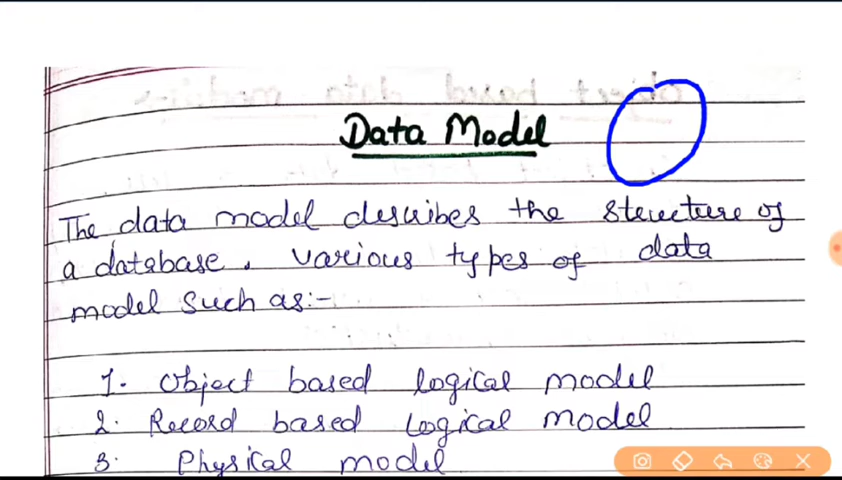 Data Model
The data model describes the structure of
a database. various types of data
model such as:-
1. Object based logical model
2. Record based Logical model
3. Physical model